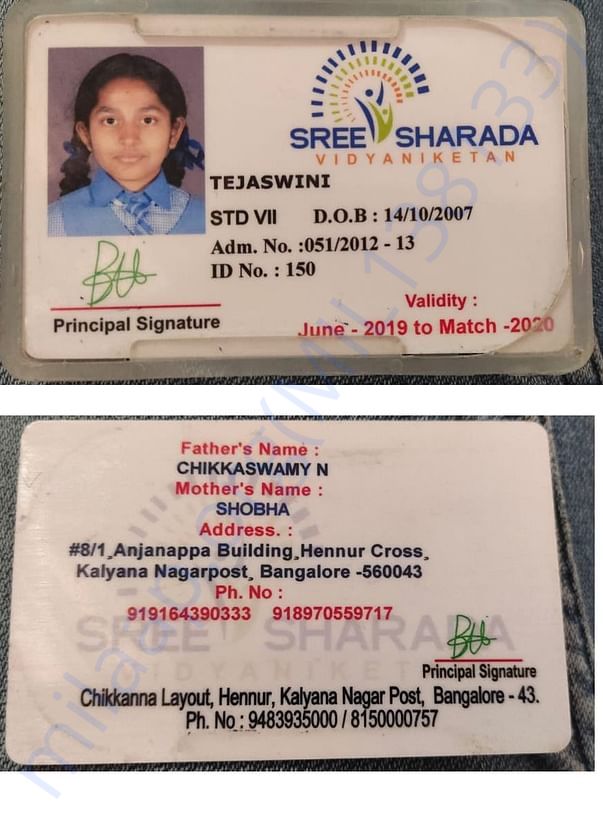 SREE SHARADA
VIDYANIKETAN
TEJASWINI
STD VII D.O.B : 14/10/2007
Adm. No. :051/2012 - 13
ID No. : 150
Principal Signature
Validity :
June - 2019 to Match -2020
Father's Name :
CHIKKASWAMY N
Mother's Name :
SHOBHA
Address. :
#8/1,Anjanappa Building,Hennur Cross,
Kalyana Nagarpost, Bangalore -560043
Ph. No :
919164390333 918970559717
SREE SHARADA
VIDYANIKET
Principal Signature
Chikkanna Layout, Hennur, Kalyana Nagar Post, Bangalore - 43.
Ph. No : 9483935000 / 8150000757